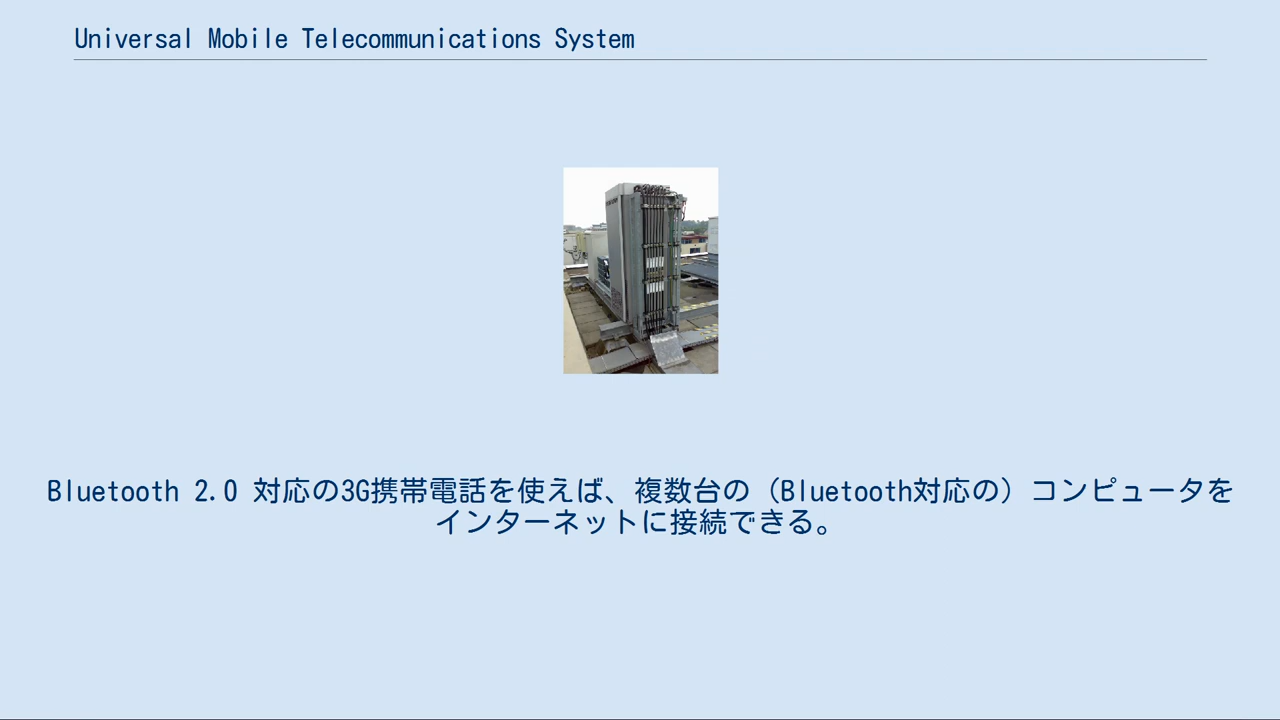 Universal Mobile Telecommunications System
Bluetooth 2.0 対応の3G携帯電話を使えば、複数台の（Bluetooth対応の）コンピュータを
インターネットに接続できる。